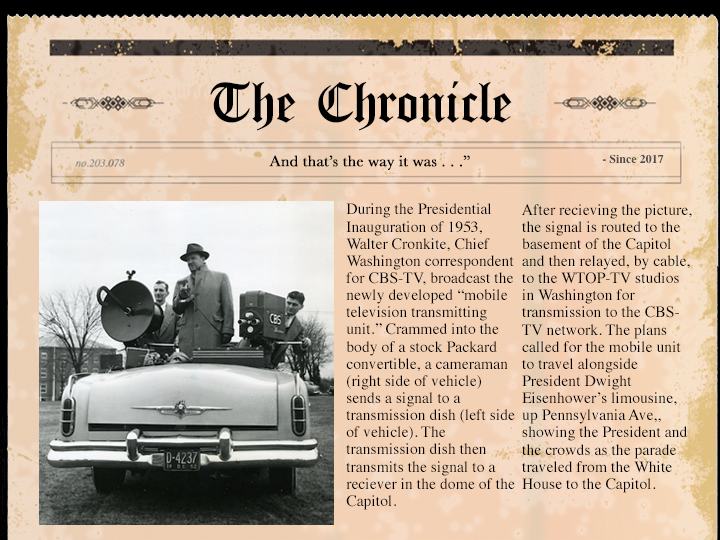 The Chronicle
no.203.078
And that's the way it was . . .”
- Since 2017
CBS
D-4237
During the Presidential
Inauguration of 1953,
Walter Cronkite, Chief
Washington correspondent
for CBS-TV, broadcast the
newly developed “mobile
television transmitting
unit.” Crammed into the
body of a stock Packard
convertible, a cameraman
(right side of vehicle)
sends a signal to a
transmission dish (left side
of vehicle). The
transmission dish then
transmits the signal to a
reciever in the dome of the
Capitol.
After recieving the picture,
the signal is routed to the
basement of the Capitol
and then relayed, by cable,
to the WTOP-TV studios
in Washington for
transmission to the CBS-
TV network. The plans
called for the mobile unit
to travel alongside
President Dwight
Eisenhower's limousine,
up Pennsylvania Ave,,
showing the President and
the crowds as the parade
traveled from the White
House to the Capitol.